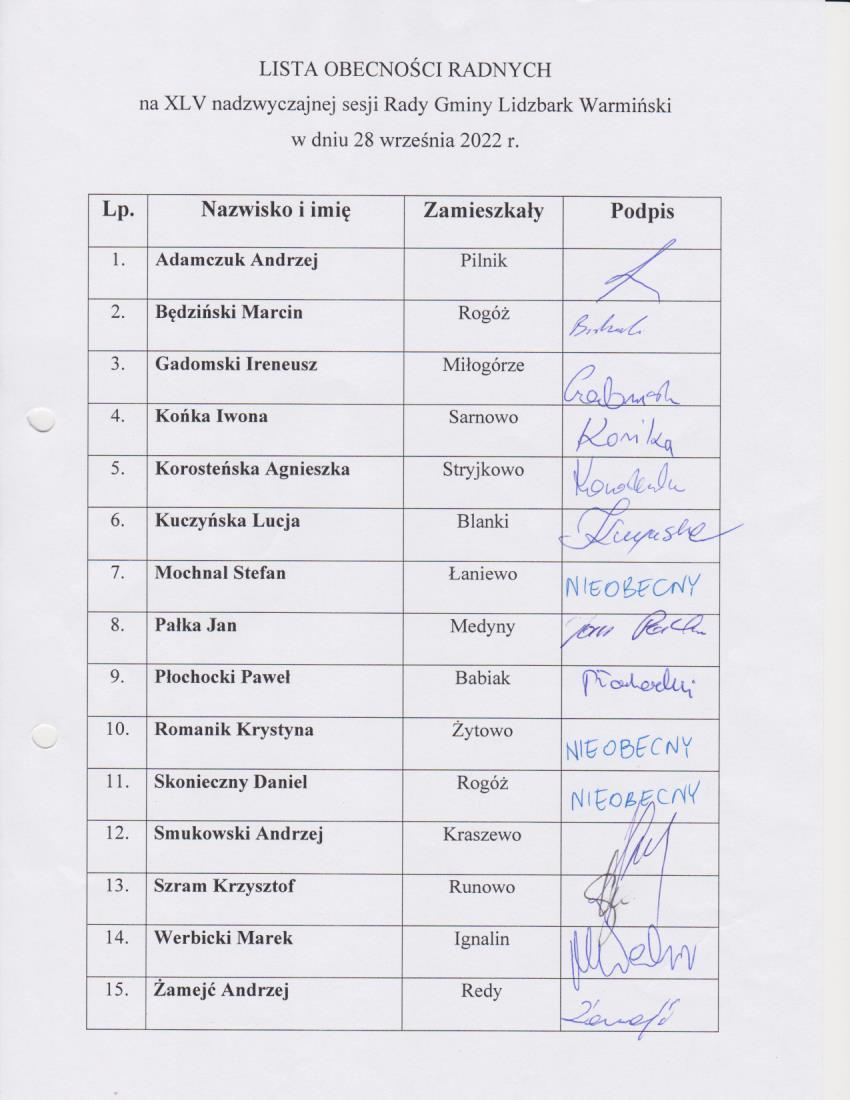 LISTA OBECNOŚCI RADNYCH
na XLV nadzwyczajnej sesji Rady Gminy Lidzbark Warmiński
w dniu 28 września 2022 r.
Lp. Nazwisko i imię Zamieszkały Podpis
1. Adamczuk Andrzej Pilnik
2. Będziński Marcin Rogóż
3. Gadomski Ireneusz Miłogórze
4. Końka Iwona Sarnowo Końka
5. Korosteńska Agnieszka Stryjkowo
6. Kuczyńska Lucja Blanki
7. Mochnal Stefan Łaniewo NIEOBECNY
8. Pałka Jan Medyny
9. Płochocki Paweł Babiak Płochocki
10. Romanik Krystyna Żytowo NIEOBECNY
11. Skonieczny Daniel Rogóż NIEOBECNY
12. Smukowski Andrzej Kraszewo
13. Szram Krzysztof Runowo
14. Werbicki Marek Ignalin
15. Żamejć Andrzej Redy Żamejć